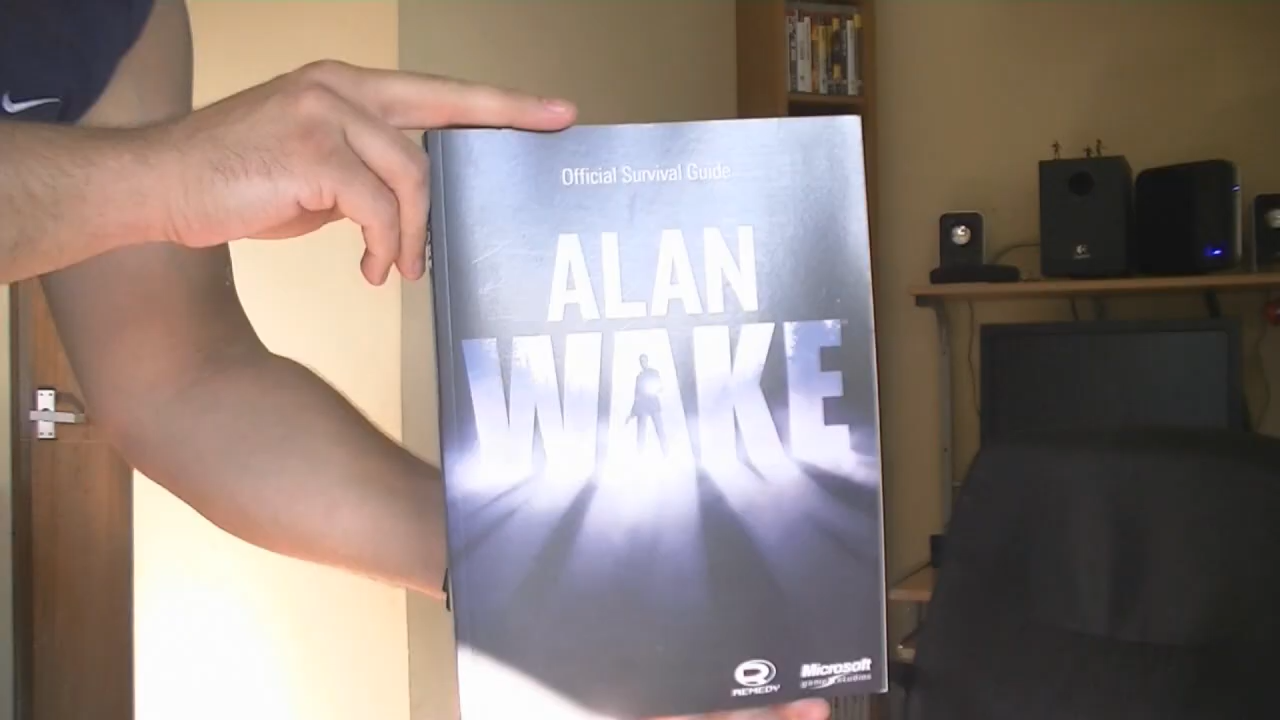 Official Survival Guide
ALAN
WAKE
REMEDY
Microsoft
game studios